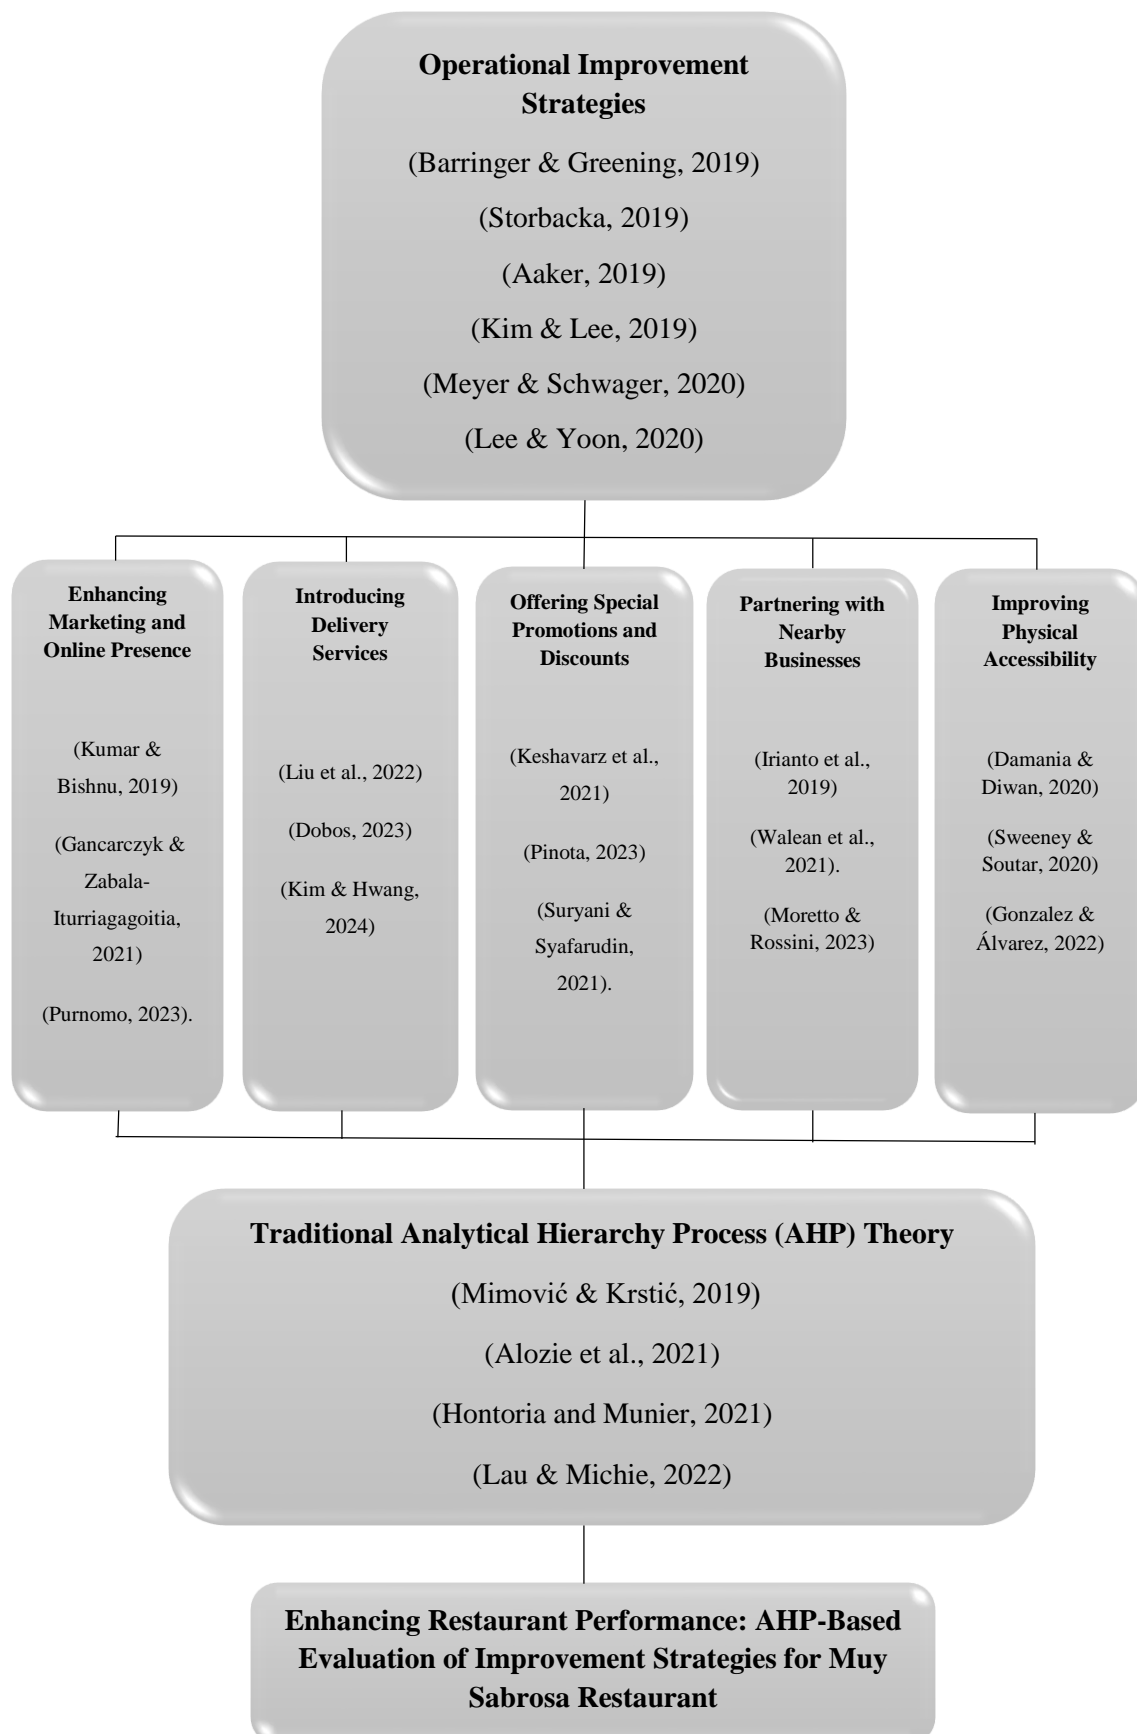 Operational Improvement
Strategies
(Barringer & Greening, 2019)
(Storbacka, 2019)
(Aaker, 2019)
(Kim & Lee, 2019)
(Meyer & Schwager, 2020)
(Lee & Yoon, 2020)
Enhancing
Marketing and
Online Presence
(Kumar &
Bishnu, 2019)
(Gancarczyk &
Zabala-
Iturriagagoitia,
2021)
(Purnomo, 2023).
Introducing
Delivery
Services
(Liu et al., 2022)
(Dobos, 2023)
(Kim & Hwang,
2024)
Offering Special
Promotions and
Discounts
(Keshavarz et al.,
2021)
(Pinota, 2023)
(Suryani &
Syafarudin,
2021).
Partnering with
Nearby
Businesses
(Irianto et al.,
2019)
(Walean et al.,
2021).
(Moretto &
Rossini, 2023)
Improving
Physical
Accessibility
(Damania &
Diwan, 2020)
(Sweeney &
Soutar, 2020)
(Gonzalez &
Álvarez, 2022)
Traditional Analytical Hierarchy Process (AHP) Theory
(Mimović & Krstić, 2019)
(Alozie et al., 2021)
(Hontoria and Munier, 2021)
(Lau & Michie, 2022)
Enhancing Restaurant Performance: AHP-Based
Evaluation of Improvement Strategies for Muy
Sabrosa Restaurant